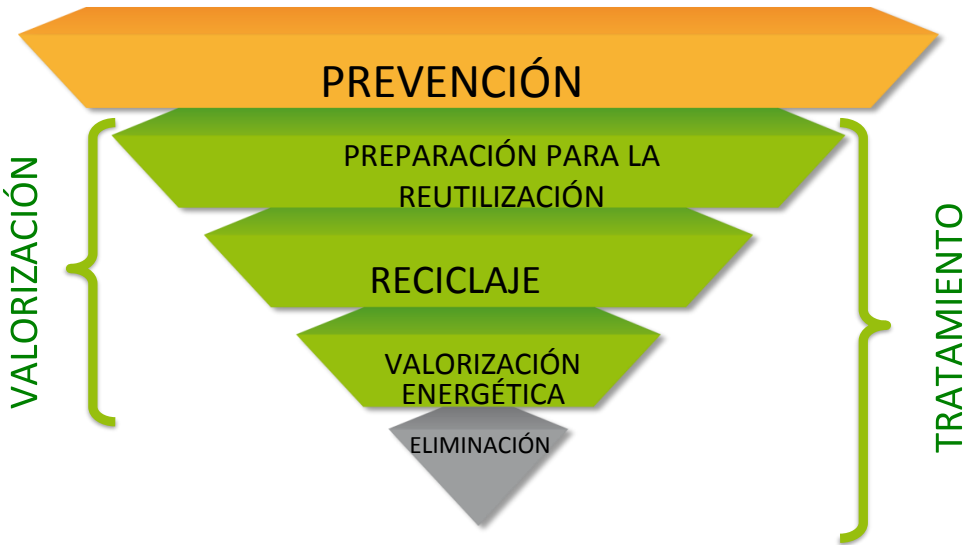 PREVENCIÓN
PREPARACIÓN PARA LA
REUTILIZACIÓN
RECICLAJE
VALORIZACIÓN
ENERGÉTICA
ELIMINACIÓN
VALORIZACIÓN
TRATAMIENTO